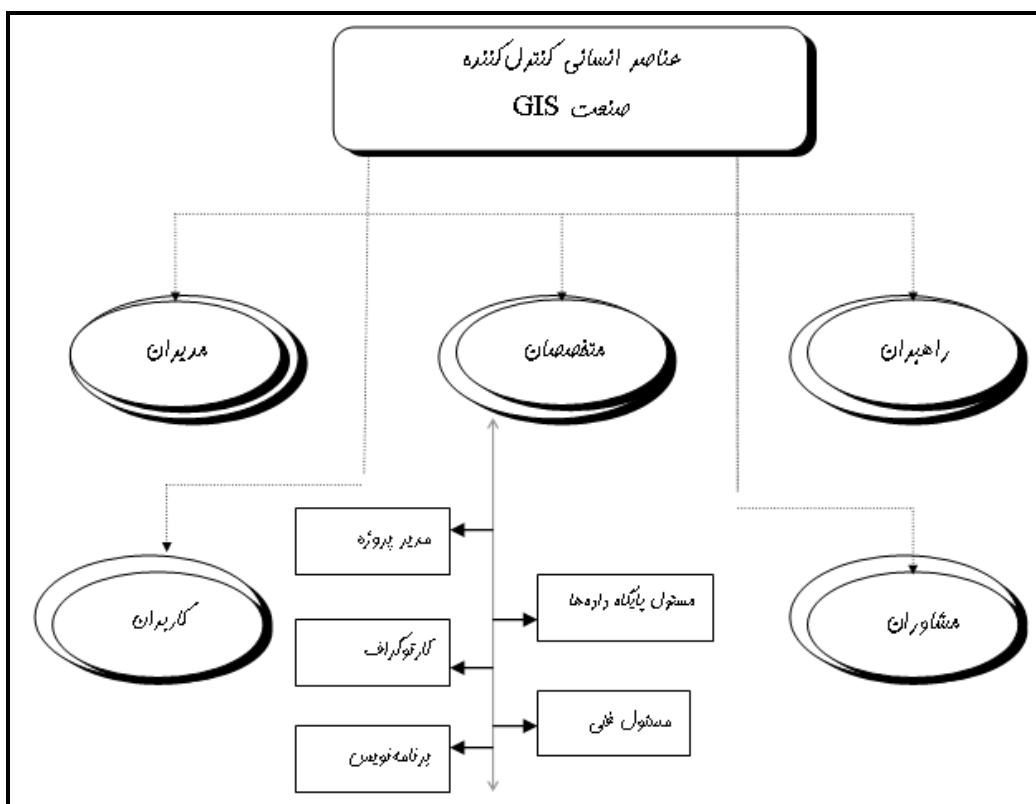 عناصر انسانی کنترل‌کننده
صنعت GIS
راهبران
متخصصان
مدیران
مدیر پروژه
مسئول پایگاه داده‌ها
مشاوران
کاربران
کارتوگراف
مسئول فنی
برنامه‌نویس